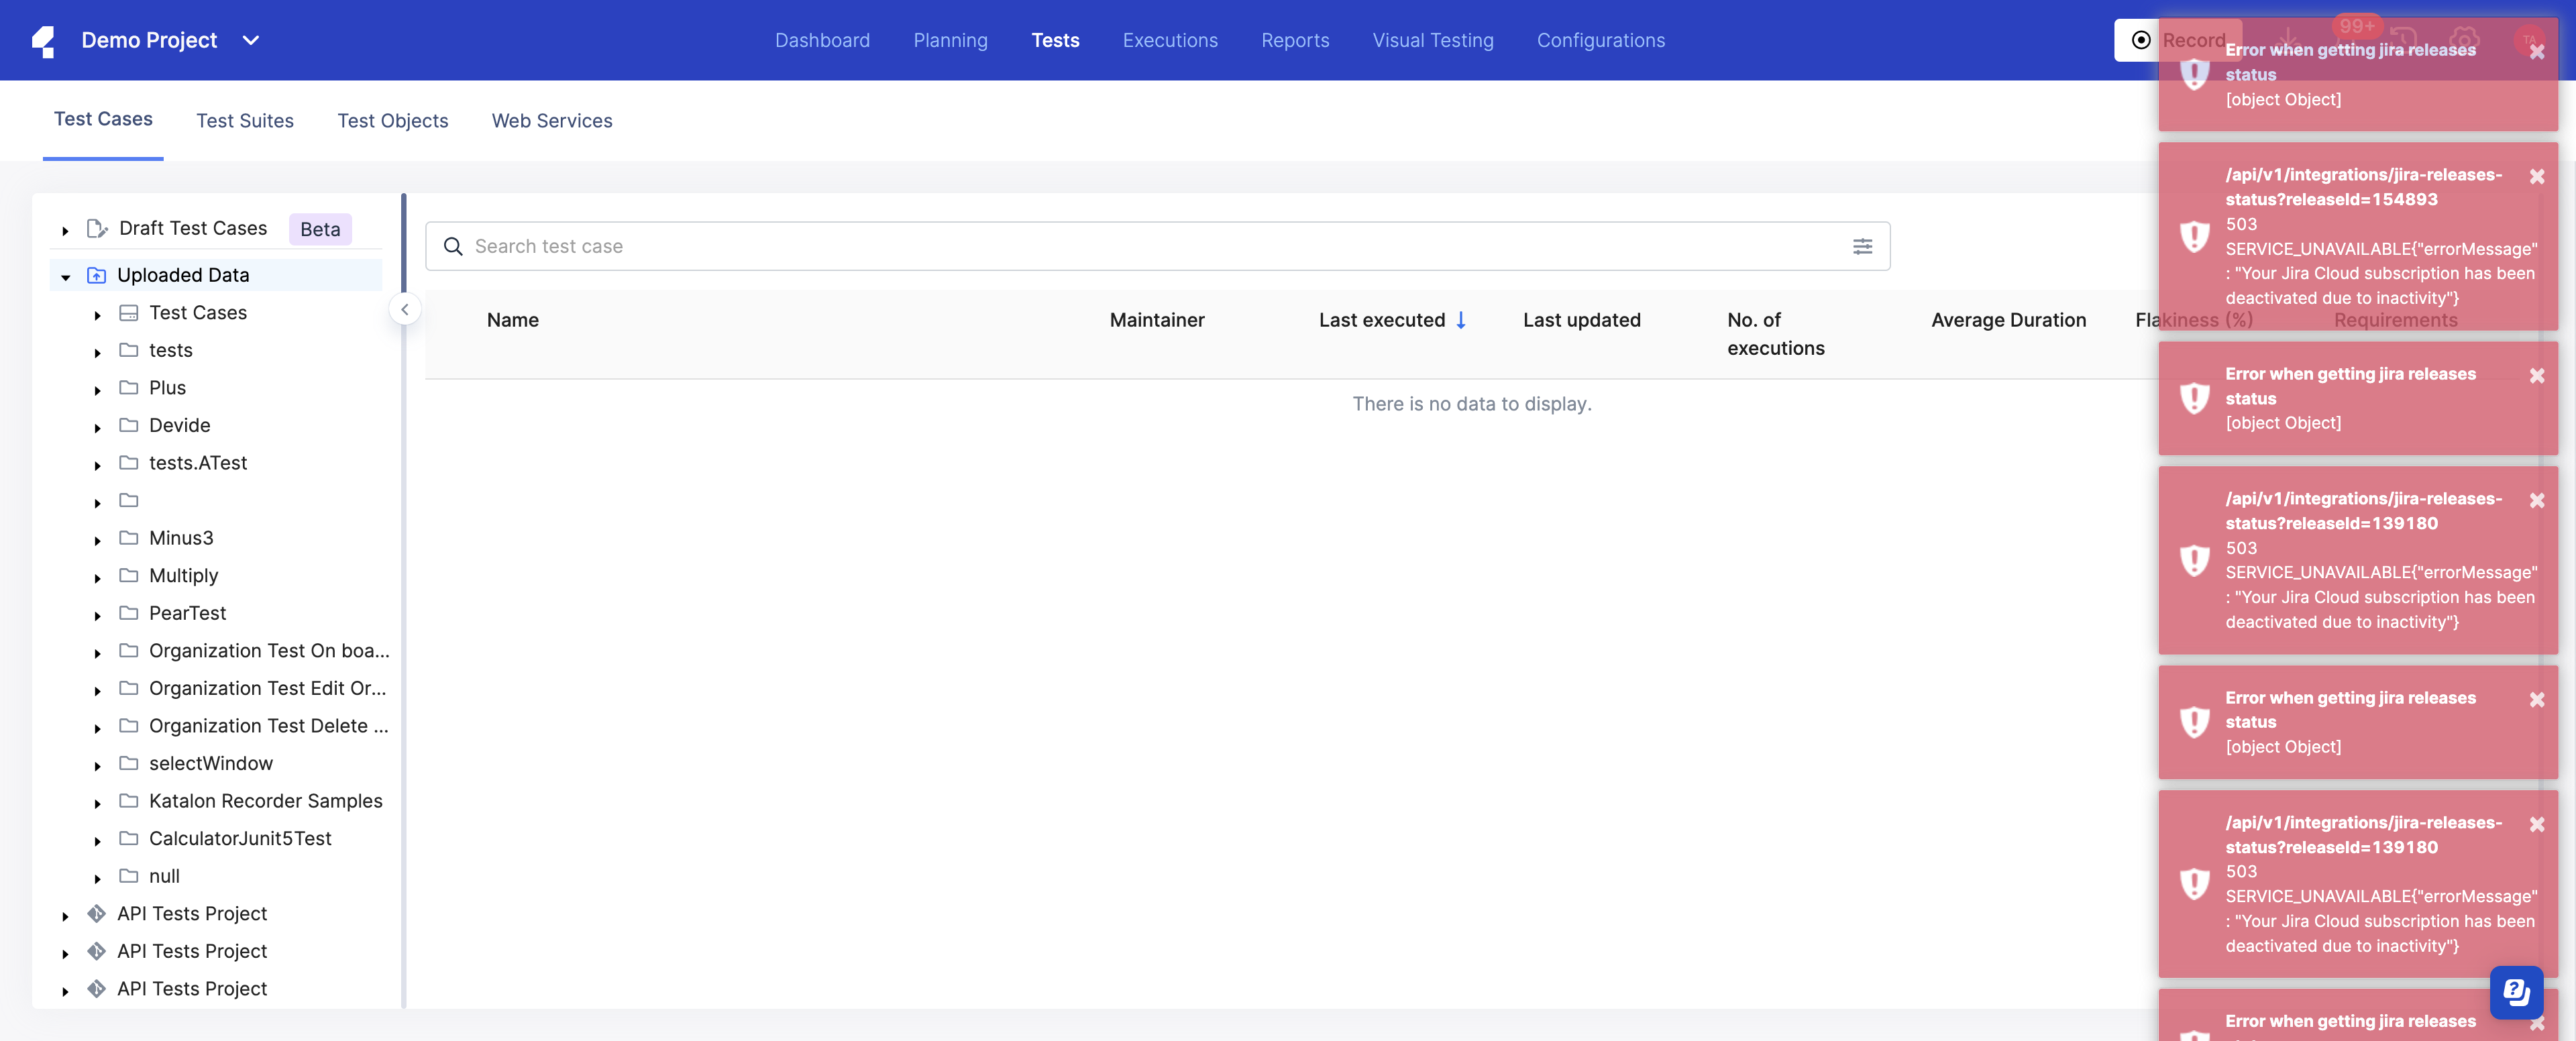 Demo Project
Dashboard
Planning
Tests
Executions
Reports
Visual Testing
Configurations
Record
99+
TA
Test Cases
Test Suites
Test Objects
Web Services
Draft Test Cases
Beta
Uploaded Data
Test Cases
tests
Plus
Devide
tests.ATest
Minus3
Multiply
PearTest
Organization Test On boa...
Organization Test Edit Or...
Organization Test Delete ...
selectWindow
Katalon Recorder Samples
CalculatorJunit5Test
null
API Tests Project
API Tests Project
API Tests Project
Search test case
Name
Maintainer
Last executed
Last updated
No. of
executions
Average Duration
Flakiness (%)
Requirements
There is no data to display.
Error when getting jira releases
status
[object Object]
/api/v1/integrations/jira-releases-
status?releaseId=154893
503
SERVICE_UNAVAILABLE{"errorMessage"
: "Your Jira Cloud subscription has been
deactivated due to inactivity"}
Error when getting jira releases
status
[object Object]
/api/v1/integrations/jira-releases-
status?releaseId=139180
503
SERVICE_UNAVAILABLE{"errorMessage"
: "Your Jira Cloud subscription has been
deactivated due to inactivity"}
Error when getting jira releases
status
[object Object]
/api/v1/integrations/jira-releases-
status?releaseId=139180
503
SERVICE_UNAVAILABLE{"errorMessage"
: "Your Jira Cloud subscription has been
deactivated due to inactivity"}
Error when getting jira releases